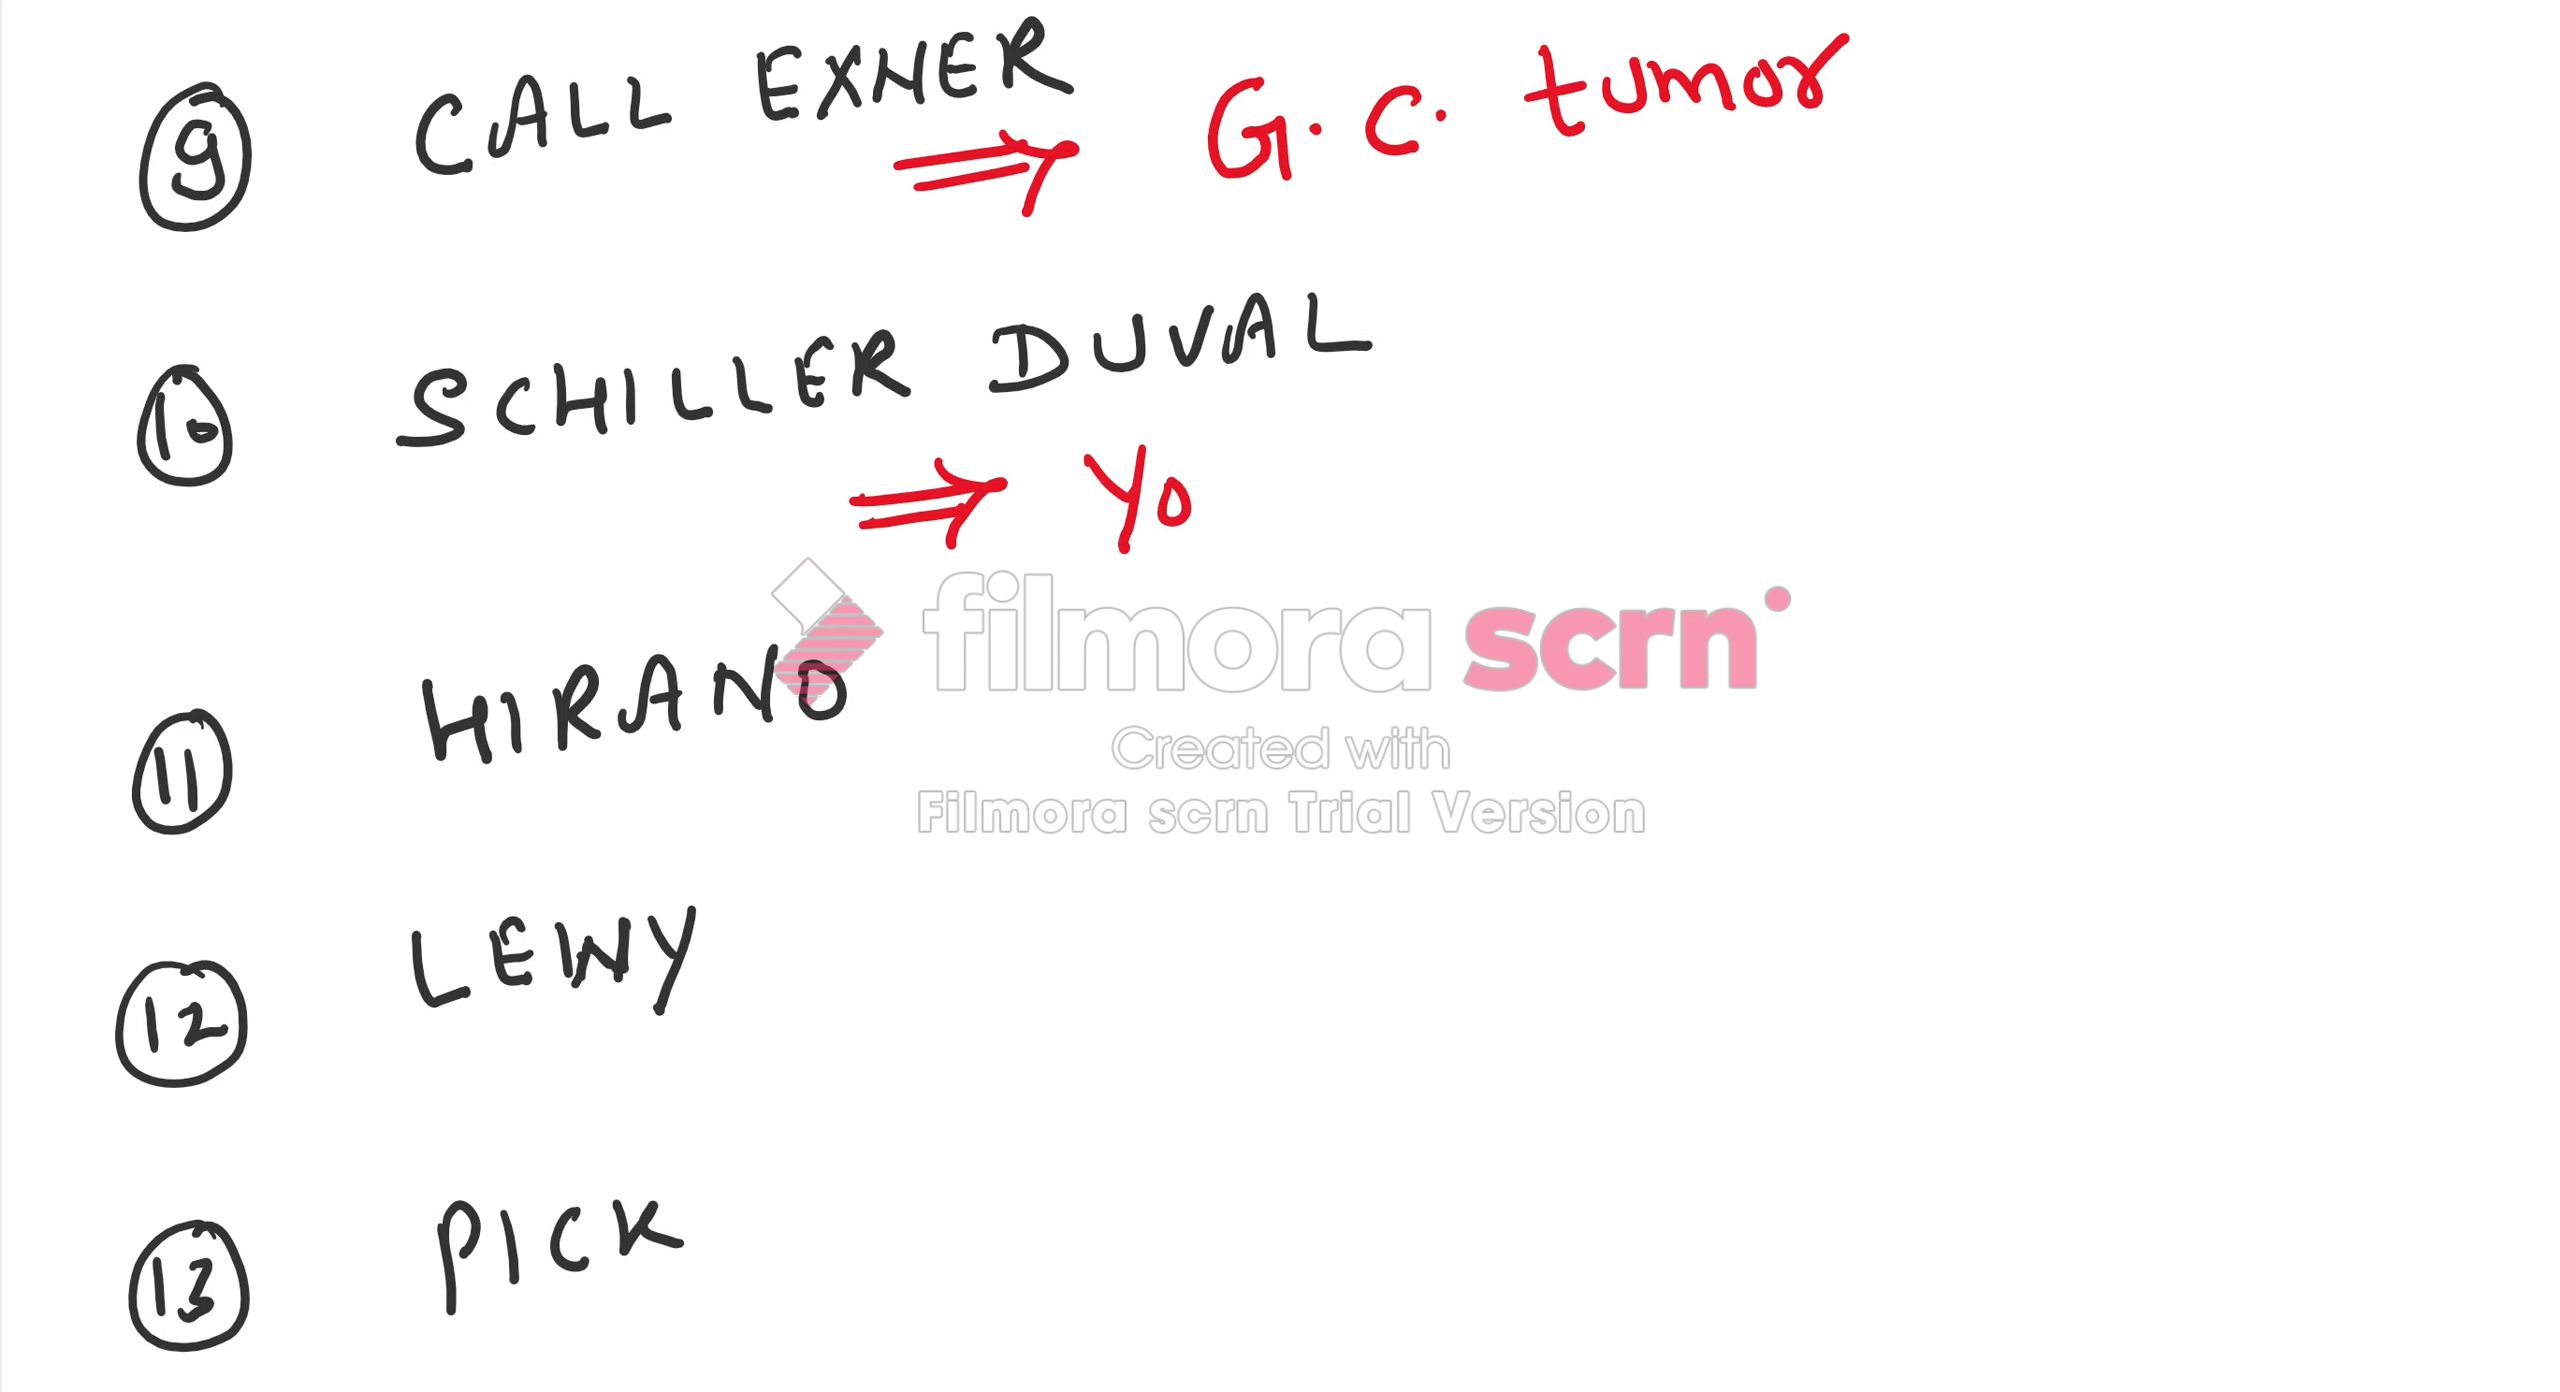 9 CALL EXNER
⇒ G.C. tumor
10 SCHILLER DUVAL
⇒ Yo
filmora scrn
11 HIRANO
Created with
Filmora scrn Trial Version
12 LEWY
13 PICK